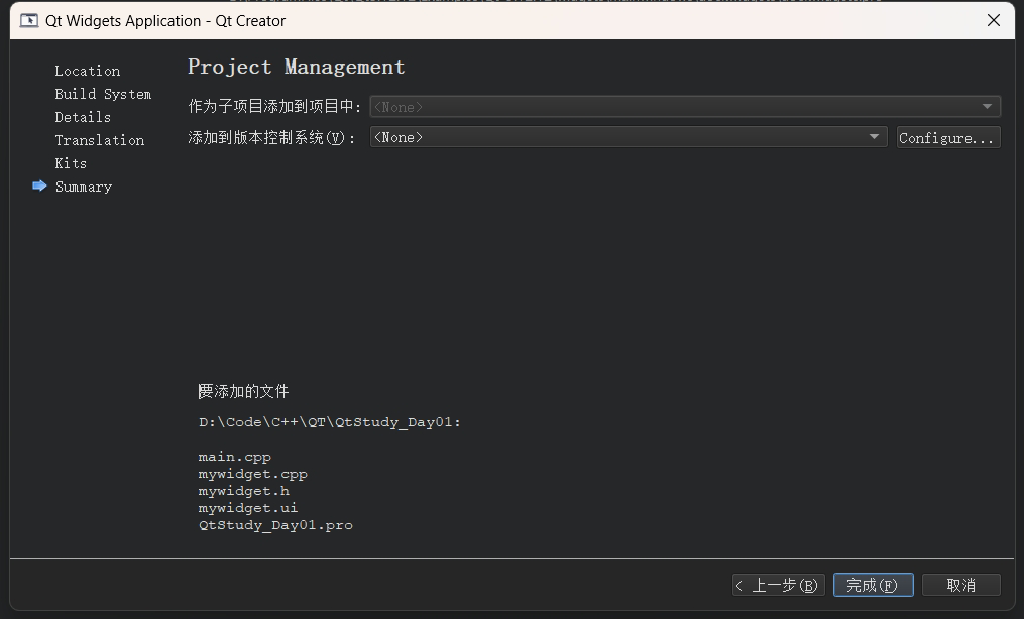 Qt Widgets Application - Qt Creator
Location
Build System
Details
Translation
Kits
Summary
Project Management
作为子项目添加到项目中：
<None>
添加到版本控制系统(V)：
<None>
Configure...
要添加的文件
D:\Code\C++\QT\QtStudy_Day01:
main.cpp
mywidget.cpp
mywidget.h
mywidget.ui
QtStudy_Day01.pro
< 上一步(B)
完成(F)
取消